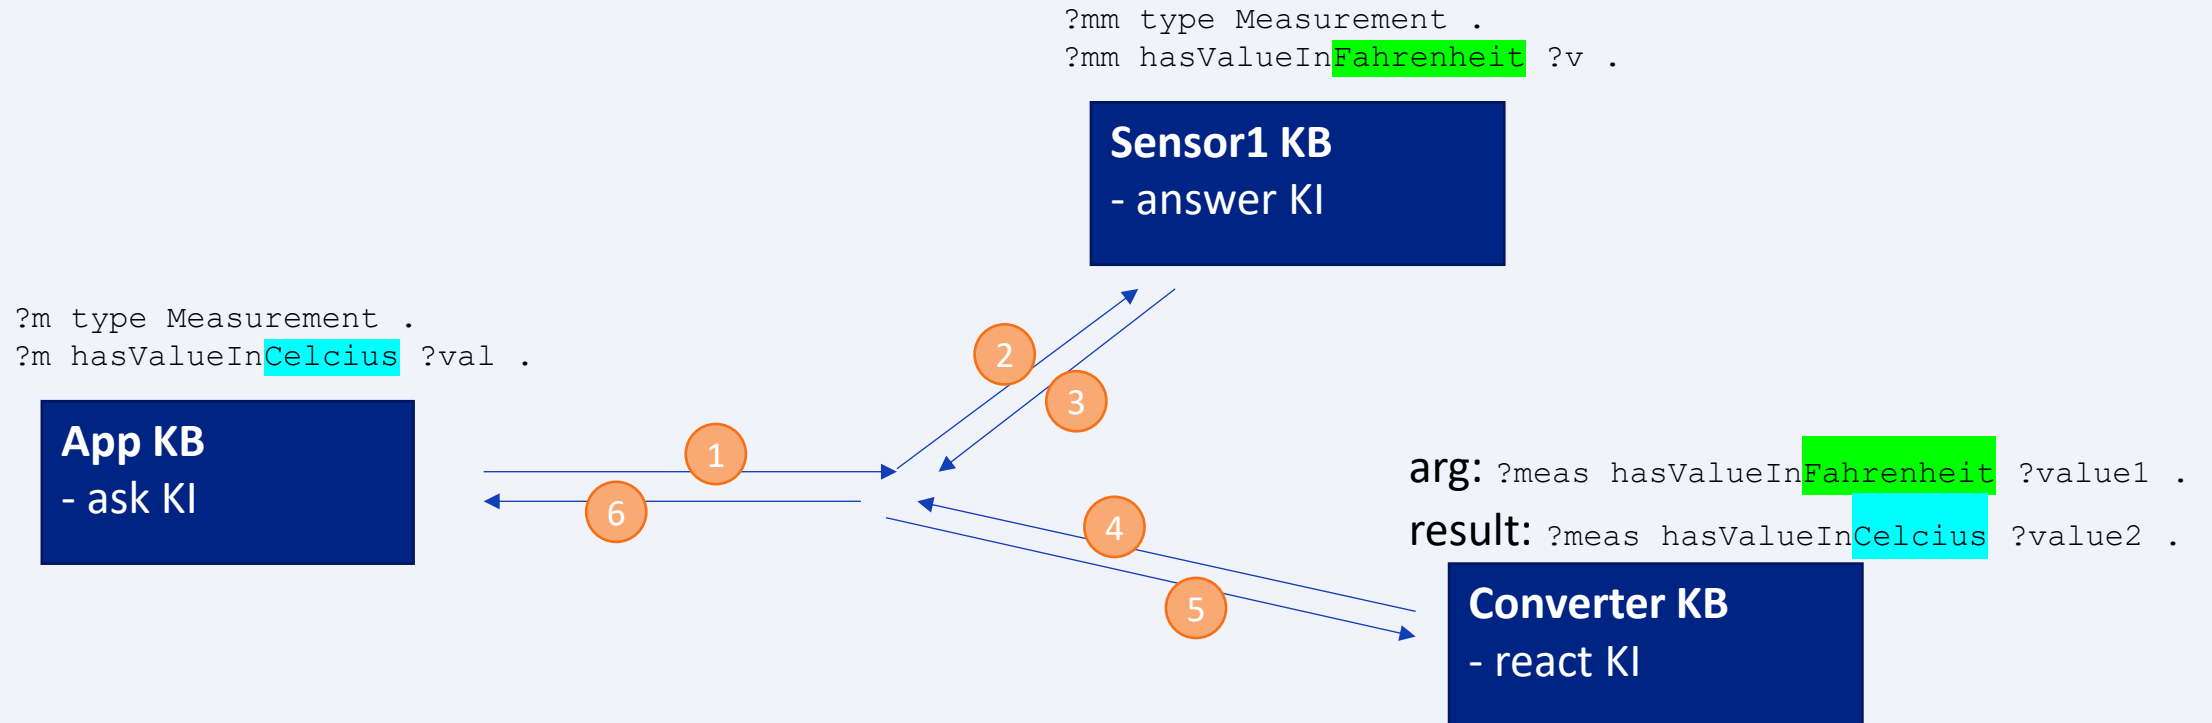 ?mm type Measurement .
?mm hasValueInFahrenheit ?v .
Sensor1 KB
- answer KI
?m type Measurement .
?m hasValueInCelcius ?val .
App KB
- ask KI
1
2
3
4
5
6
arg: ?meas hasValueInFahrenheit ?value1 .
result: ?meas hasValueInCelcius ?value2 .
Converter KB
- react KI